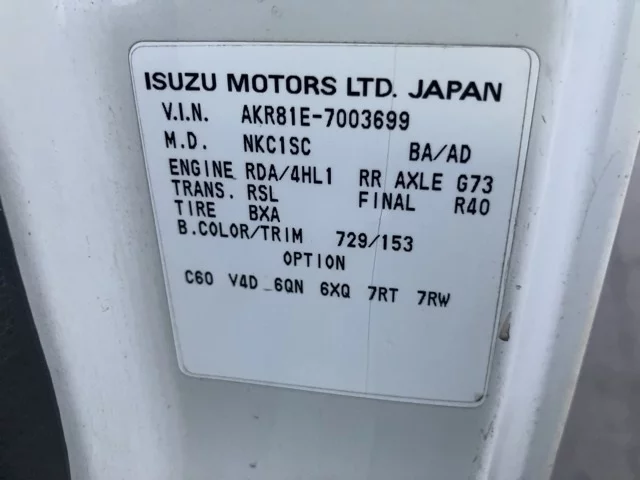 ISUZU MOTORS LTD. JAPAN
V.I.N. AKR81E-7003699
M.D. NKC1SC BA/AD
ENGINE RDA/4HL1 RR AXLE G73
TRANS. RSL FINAL R40
TIRE BXA
B.COLOR/TRIM 729/153
OPTION
C60 V4D 6QN 6XQ 7RT 7RW